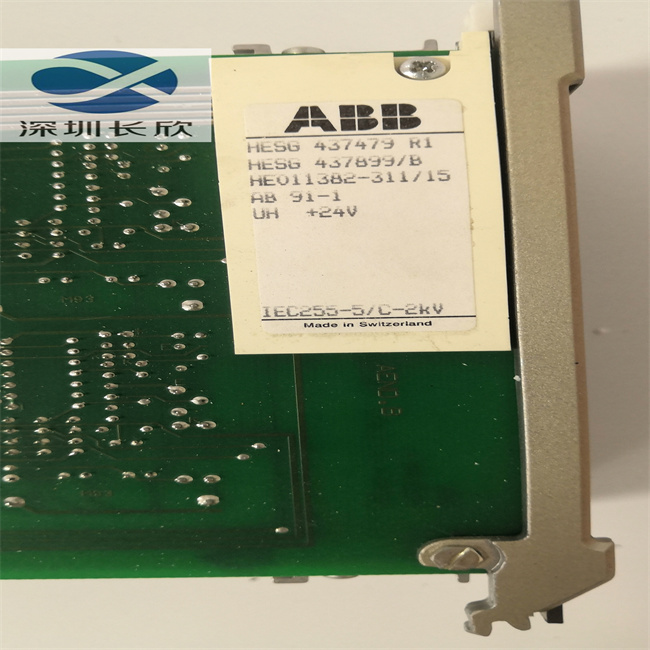 深圳长欣
ABB
HESG 437479 R1
HESG 437899/B
HE011382-311/15
AB 91-1
UH +24V
IEC255-5/C-2kV
Made in Switzerland